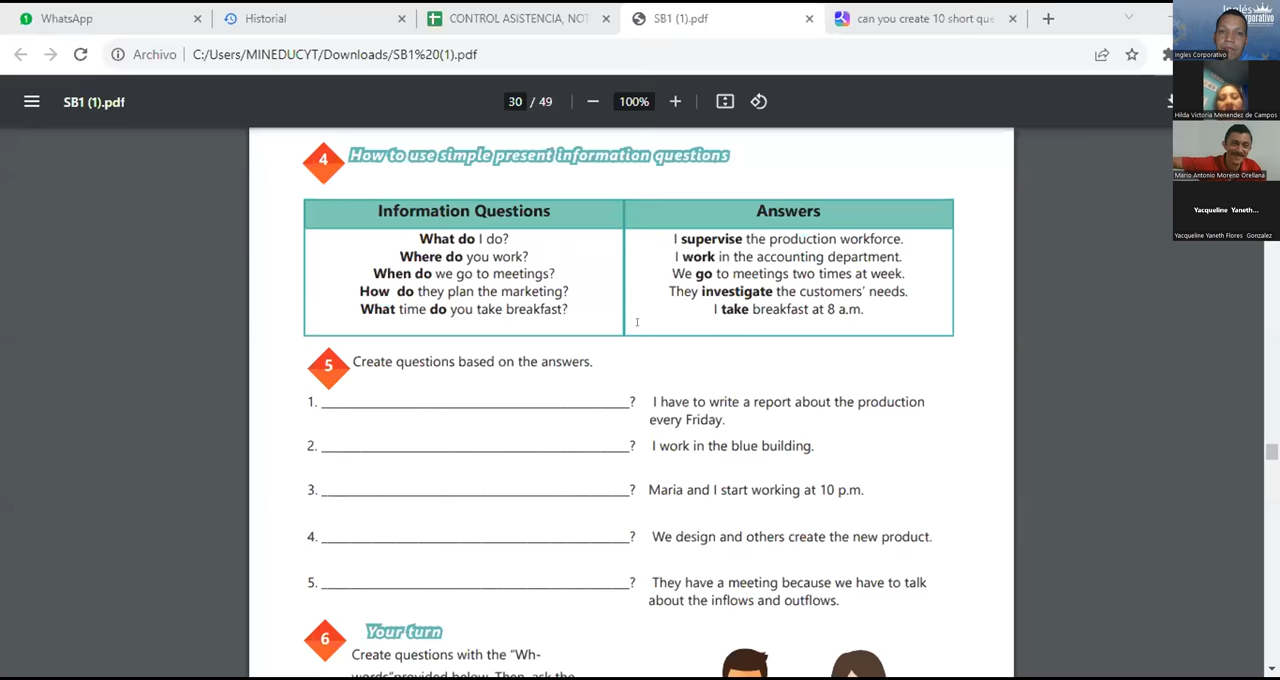 WhatsApp
Historial
CONTROL ASISTENCIA, NOT
SB1 (1).pdf
can you create 10 short que
Archivo
C:/Users/MINEDUCYT/Downloads/SB1%20(1).pdf
SB1 (1).pdf
30 / 49
100%
Inglés
Corporativo
Ingles Corporativo
Hilda Victoria Menendez de Campos
Mario Antonio Moreno Orellana
Yacqueline Yaneth...
Yacqueline Yaneth Flores Gonzalez
4
How to use simple present information questions
Information Questions
Answers
What do I do?
I supervise the production workforce.
Where do you work?
I work in the accounting department.
When do we go to meetings?
We go to meetings two times at week.
How do they plan the marketing?
They investigate the customers' needs.
What time do you take breakfast?
I take breakfast at 8 a.m.
5
Create questions based on the answers.
1. ____________________? I have to write a report about the production
every Friday.
2. ____________________? I work in the blue building.
3. ____________________? Maria and I start working at 10 p.m.
4. ____________________? We design and others create the new product.
5. ____________________? They have a meeting because we have to talk
about the inflows and outflows.
6
Your turn
Create questions with the "Wh-
words"provided below. Then, ask the